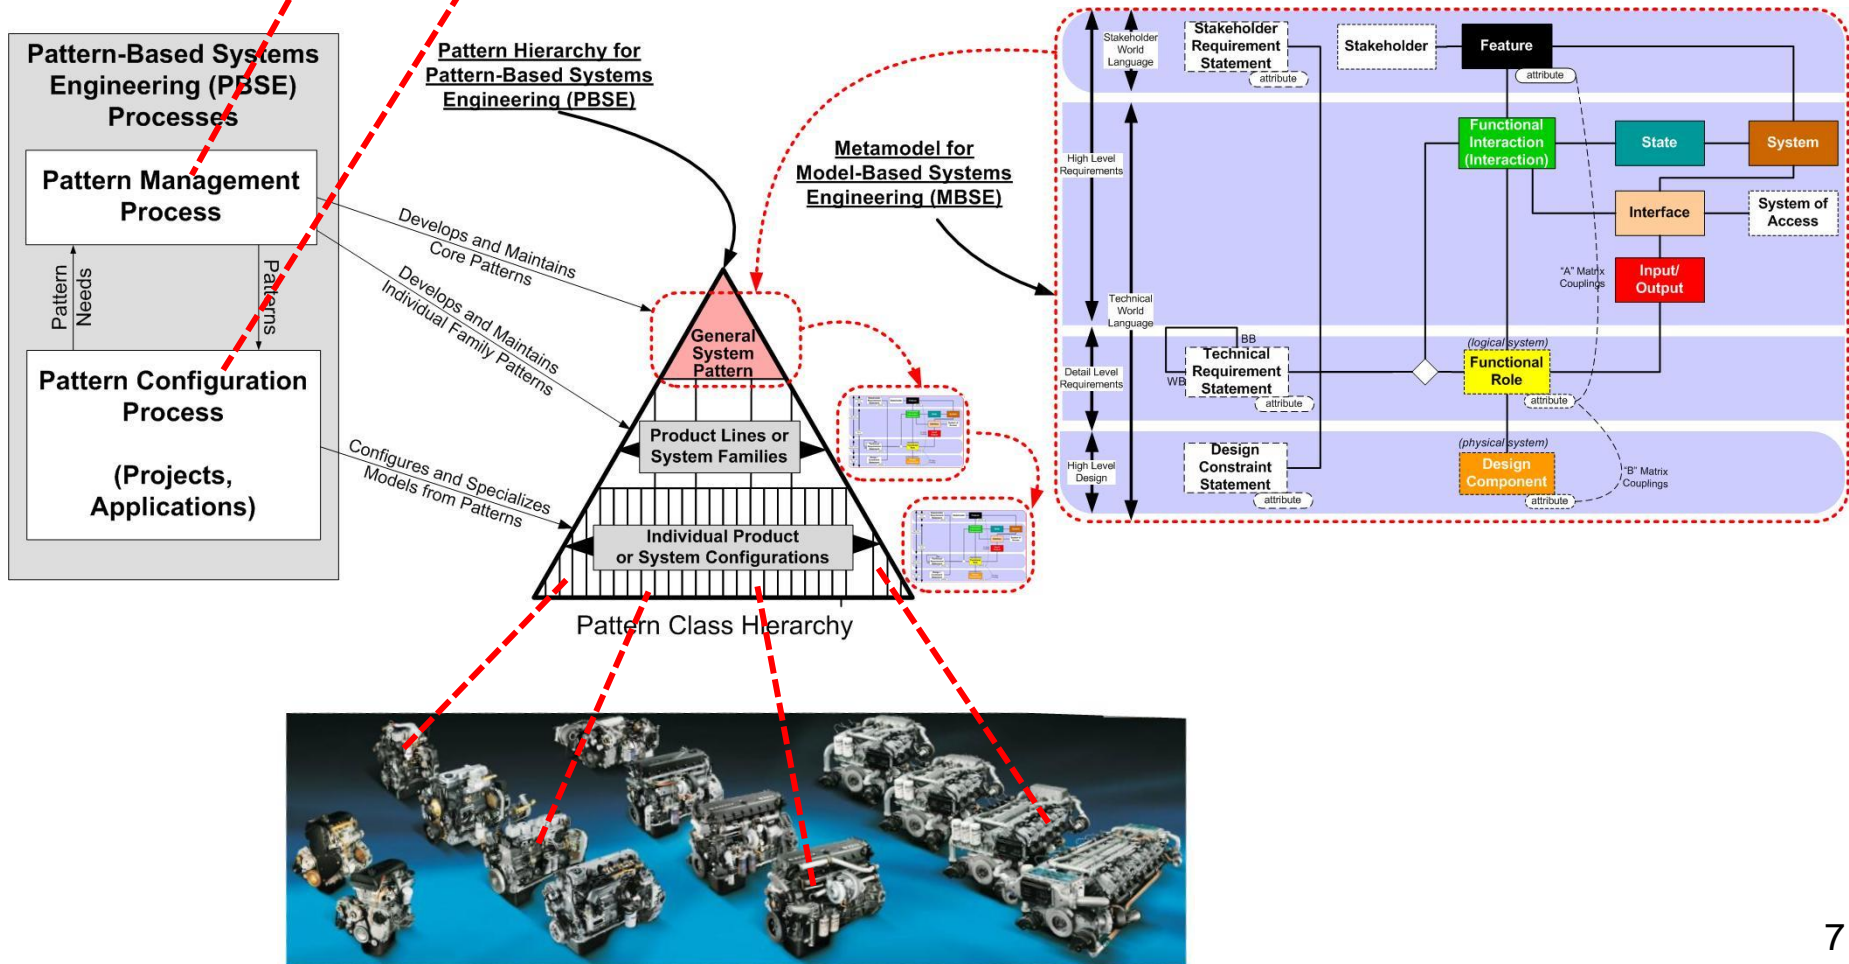 Pattern-Based Systems
Engineering (PBSE)
Processes
Pattern Management
Process
Pattern
Needs
Patterns
Pattern Configuration
Process
(Projects,
Applications)
Pattern Hierarchy for
Pattern-Based Systems
Engineering (PBSE)
Develops and Maintains
Core Patterns
Develops and Maintains
Individual Family Patterns
Configures and Specializes
Models from Patterns
General
System
Pattern
Product Lines or
System Families
Individual Product
or System Configurations
Pattern Class Hierarchy
Metamodel for
Model-Based Systems
Engineering (MBSE)
Stakeholder
World
Language
High Level
Requirements
Technical
World
Language
Detail Level
Requirements
High Level
Design
Stakeholder
Requirement
Statement
attribute
Stakeholder
Feature
attribute
Functional
Interaction
(Interaction)
State
System
Interface
System of
Access
Input/
Output
"A" Matrix
Couplings
BB
WB
Technical
Requirement
Statement
attribute
(logical system)
Functional
Role
attribute
Design
Constraint
Statement
attribute
(physical system)
Design
Component
attribute
"B" Matrix
Couplings
7